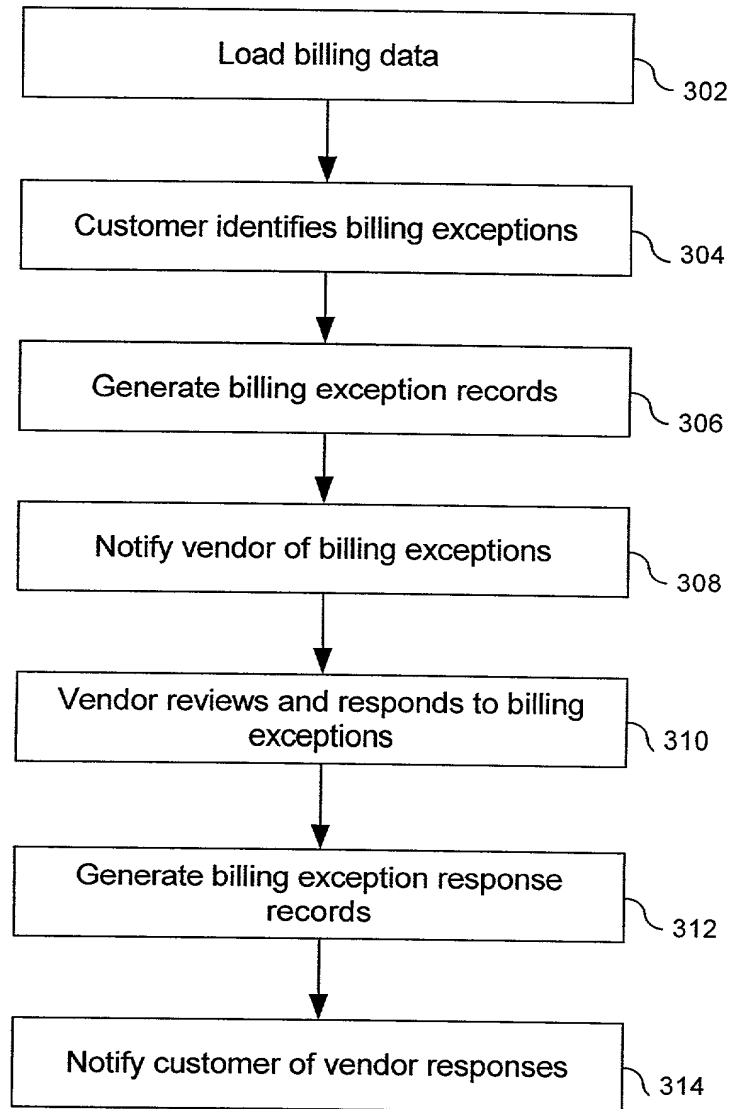 Load billing data
302
Customer identifies billing exceptions
304
Generate billing exception records
306
Notify vendor of billing exceptions
308
Vendor reviews and responds to billing
exceptions
310
Generate billing exception response
records
312
Notify customer of vendor responses
314